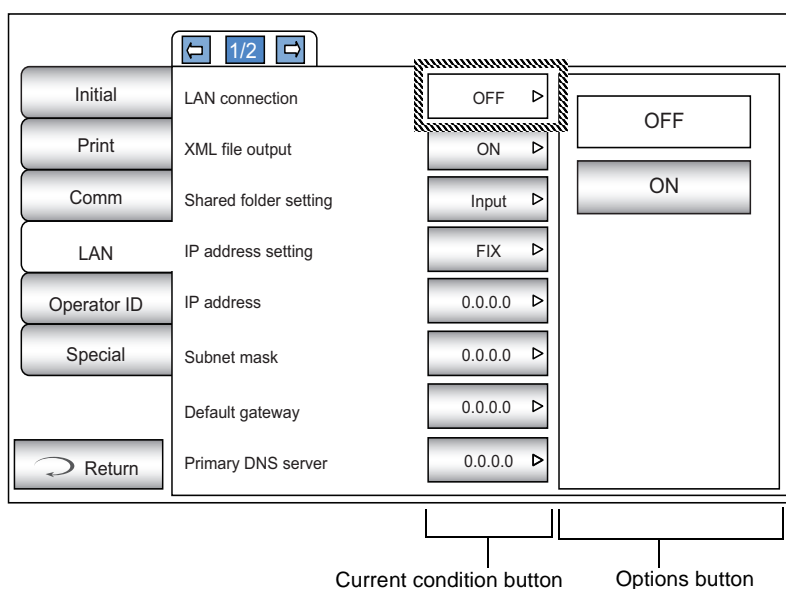 1/2
Initial
Print
Comm
LAN
Operator ID
Special
Return
LAN connection OFF
XML file output ON
Shared folder setting Input
IP address setting FIX
IP address 0.0.0.0
Subnet mask 0.0.0.0
Default gateway 0.0.0.0
Primary DNS server 0.0.0.0
OFF
ON
Current condition button Options button